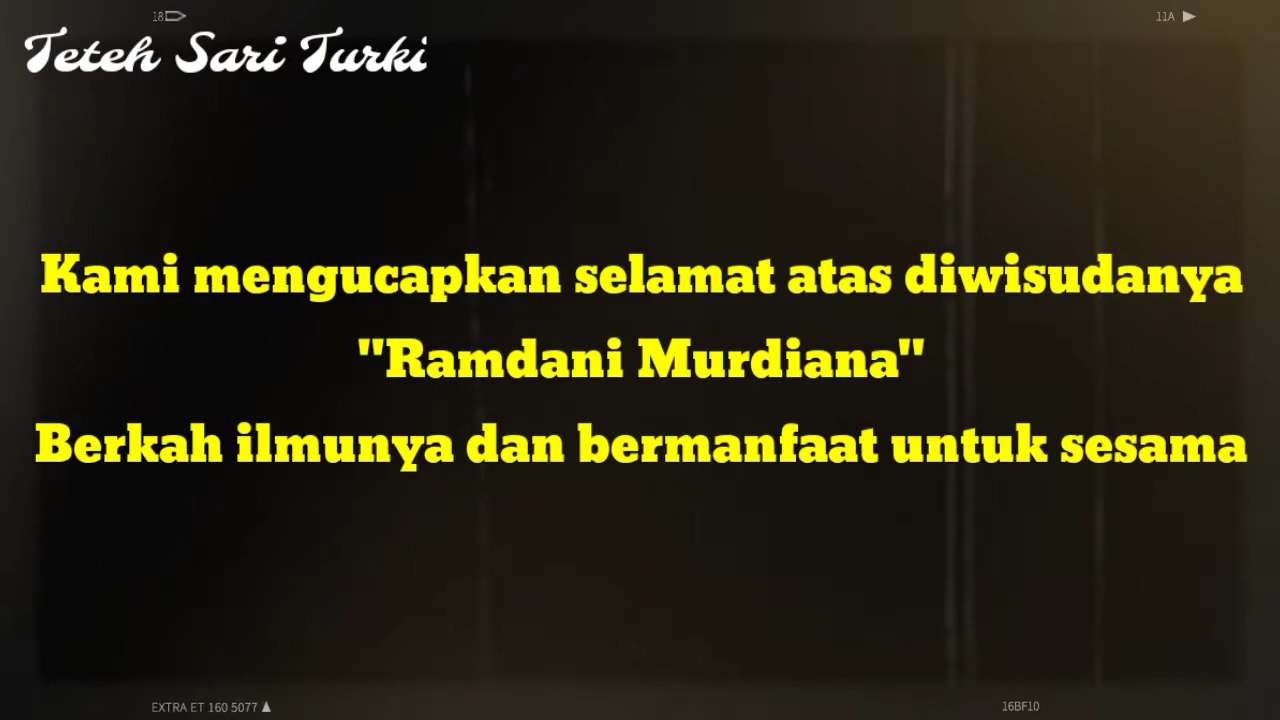 18
11A
Teteh Sari Turki
Kami mengucapkan selamat atas diwisudanya
"Ramdani Murdiana"
Berkah ilmunya dan bermanfaat untuk sesama
EXTRA ET 160 5077
16BF10